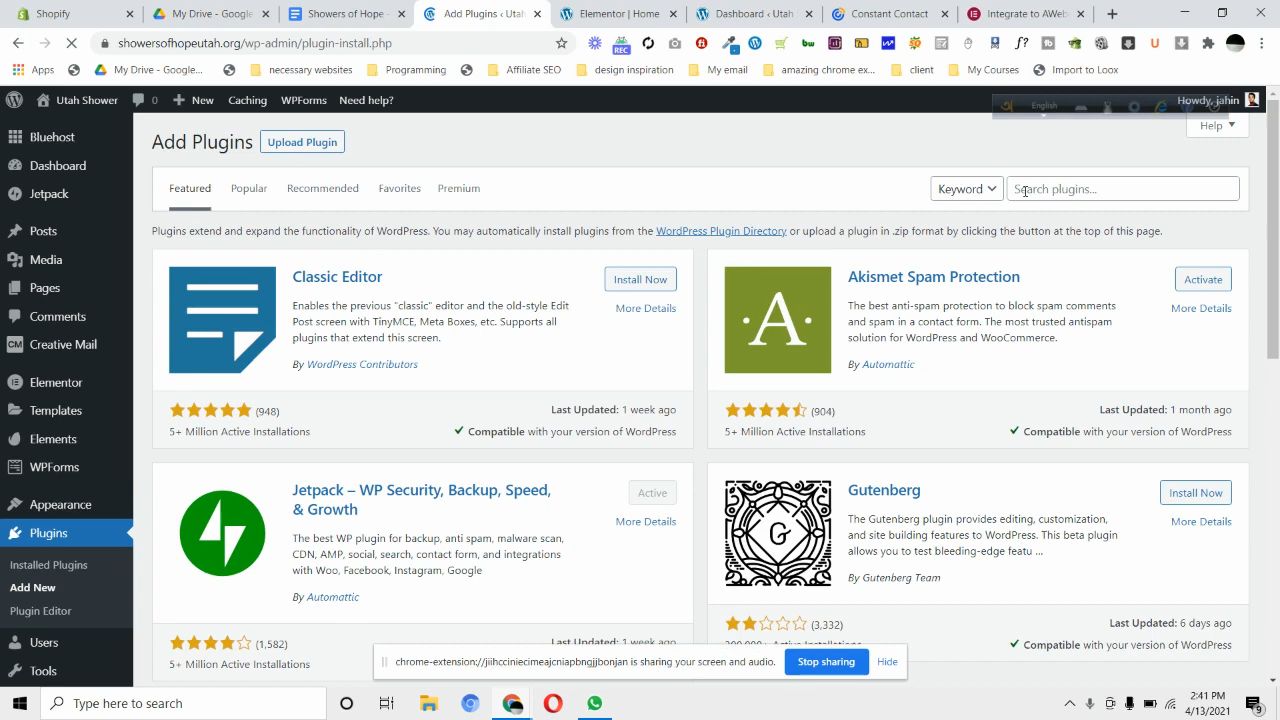 Shopify
My Drive - Google
Showers of Hope -
Add Plugins ‹ Utah
Elementor | Home
Dashboard ‹ Utah
Constant Contact
Integrate to AWeb
showersofhopeutah.org/wp-admin/plugin-install.php
REC
Apps
My Drive - Google...
necessary websites
Programming
Affiliate SEO
design inspiration
My email
amazing chrome ex...
client
My Courses
Import to Loox
Utah Shower
0
New
Caching
WPForms
Need help?
English
Howdy, jahin
Help
Bluehost
Dashboard
Jetpack
Posts
Media
Pages
Comments
Creative Mail
Elementor
Templates
Elements
WPForms
Appearance
Plugins
Installed Plugins
Add New
Plugin Editor
Users
Tools
Add Plugins
Upload Plugin
Featured
Popular
Recommended
Favorites
Premium
Keyword
Search plugins...
Plugins extend and expand the functionality of WordPress. You may automatically install plugins from the WordPress Plugin Directory or upload a plugin in .zip format by clicking the button at the top of this page.
Classic Editor
Install Now
More Details
Enables the previous "classic" editor and the old-style Edit
Post screen with TinyMCE, Meta Boxes, etc. Supports all
plugins that extend this screen.
By WordPress Contributors
(948)
Last Updated: 1 week ago
5+ Million Active Installations
Compatible with your version of WordPress
·A·
Akismet Spam Protection
Activate
More Details
The best anti-spam protection to block spam comments
and spam in a contact form. The most trusted antispam
solution for WordPress and WooCommerce.
By Automattic
(904)
Last Updated: 1 month ago
5+ Million Active Installations
Compatible with your version of WordPress
Jetpack – WP Security, Backup, Speed,
& Growth
Active
More Details
The best WP plugin for backup, anti spam, malware scan,
CDN, AMP, social, search, contact form, and integrations
with Woo, Facebook, Instagram, Google
By Automattic
(1,582)
Last Updated: 1 week ago
5+ Million Active Installations
G
Gutenberg
Install Now
More Details
The Gutenberg plugin provides editing, customization,
and site building features to WordPress. This beta plugin
allows you to test bleeding-edge featu ...
By Gutenberg Team
(3,332)
Last Updated: 6 days ago
300,000+ Active Installations
Compatible with your version of WordPress
chrome-extension://jiihcciniecimeajcniapbngjjbonjan is sharing your screen and audio.
Stop sharing
Hide
Type here to search
2:41 PM
4/13/2021
9